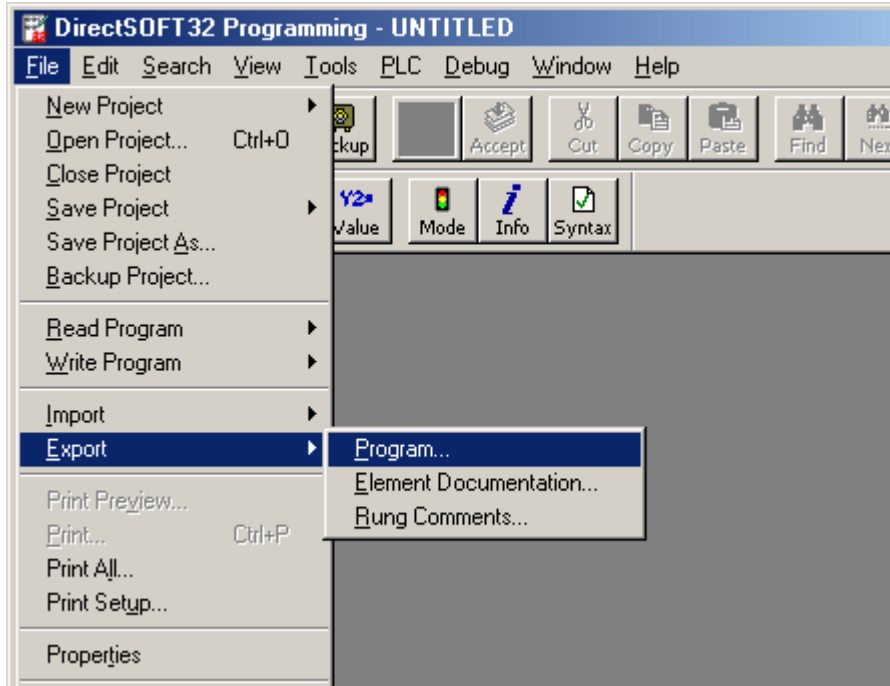 DirectSOFT32 Programming - UNTITLED
File Edit Search View Tools PLC Debug Window Help
New Project
Open Project... Ctrl+O
Close Project
Save Project
Save Project As...
Backup Project...
Read Program
Write Program
Import
Export
Print Preview...
Print... Ctrl+P
Print All...
Print Setup...
Properties
Program...
Element Documentation...
Rung Comments...
Accept Cut Copy Paste Find
Mode Info Syntax